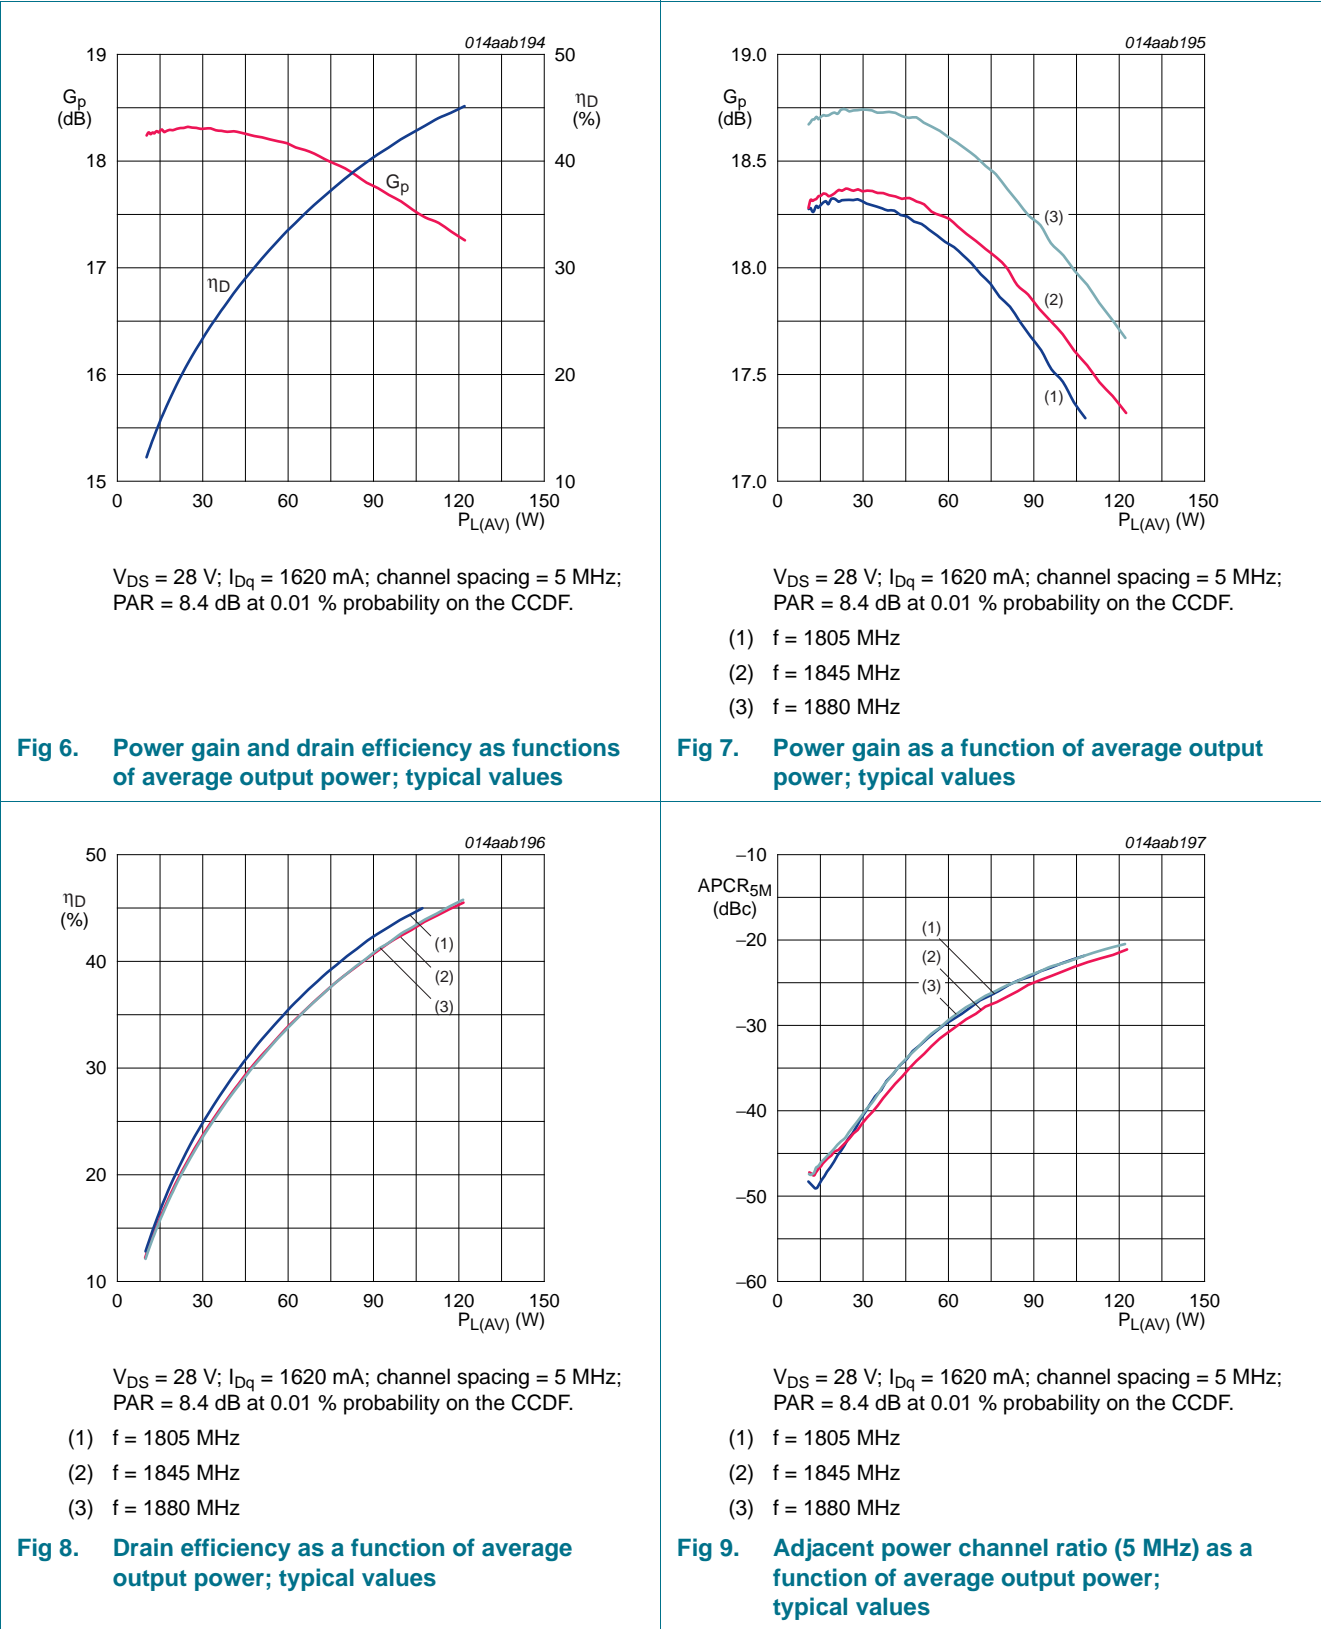 014aab194
19
18
17
16
15
Gp
(dB)
50
40
30
20
10
ηD
(%)
Gp
ηD
0
30
60
90
120
150
PL(AV) (W)
VDS = 28 V; IDq = 1620 mA; channel spacing = 5 MHz;
PAR = 8.4 dB at 0.01 % probability on the CCDF.
Fig 6. Power gain and drain efficiency as functions
of average output power; typical values
014aab195
19.0
18.5
18.0
17.5
17.0
Gp
(dB)
(3)
(2)
(1)
0
30
60
90
120
150
PL(AV) (W)
VDS = 28 V; IDq = 1620 mA; channel spacing = 5 MHz;
PAR = 8.4 dB at 0.01 % probability on the CCDF.
(1) f = 1805 MHz
(2) f = 1845 MHz
(3) f = 1880 MHz
Fig 7. Power gain as a function of average output
power; typical values
014aab196
50
40
30
20
10
ηD
(%)
(1)
(2)
(3)
0
30
60
90
120
150
PL(AV) (W)
VDS = 28 V; IDq = 1620 mA; channel spacing = 5 MHz;
PAR = 8.4 dB at 0.01 % probability on the CCDF.
(1) f = 1805 MHz
(2) f = 1845 MHz
(3) f = 1880 MHz
Fig 8. Drain efficiency as a function of average
output power; typical values
014aab197
−10
−20
−30
−40
−50
−60
APCR5M
(dBc)
(1)
(2)
(3)
0
30
60
90
120
150
PL(AV) (W)
VDS = 28 V; IDq = 1620 mA; channel spacing = 5 MHz;
PAR = 8.4 dB at 0.01 % probability on the CCDF.
(1) f = 1805 MHz
(2) f = 1845 MHz
(3) f = 1880 MHz
Fig 9. Adjacent power channel ratio (5 MHz) as a
function of average output power;
typical values